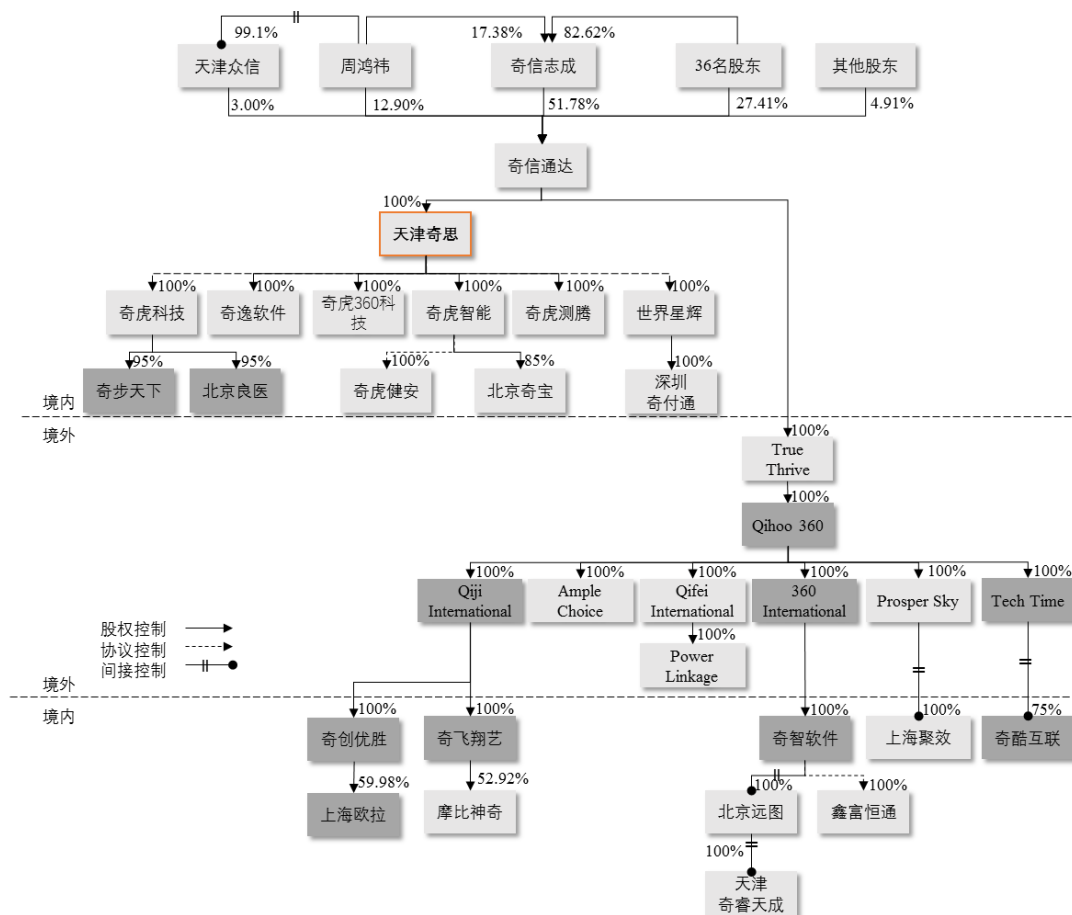 99.1%
17.38%
82.62%
天津众信
周鸿祎
奇信志成
36名股东
其他股东
3.00%
12.90%
51.78%
27.41%
4.91%
奇信通达
100%
天津奇思
100%
100%
100%
100%
100%
100%
奇虎科技
奇逸软件
奇虎360科
技
奇虎智能
奇虎测腾
世界星辉
95%
95%
100%
85%
100%
奇步天下
北京良医
奇虎健安
北京奇宝
深圳
奇付通
境内
境外
100%
True
Thrive
100%
Qihoo 360
100%
100%
100%
100%
100%
100%
Qiji
International
Ample
Choice
Qifei
International
360
International
Prosper Sky
Tech Time
股权控制
协议控制
间接控制
100%
Power
Linkage
境外
境内
100%
100%
100%
100%
75%
奇创优胜
奇飞翔艺
奇智软件
上海聚效
奇酷互联
59.98%
52.92%
100%
100%
上海欧拉
摩比神奇
北京远图
鑫富恒通
100%
天津
奇睿天成